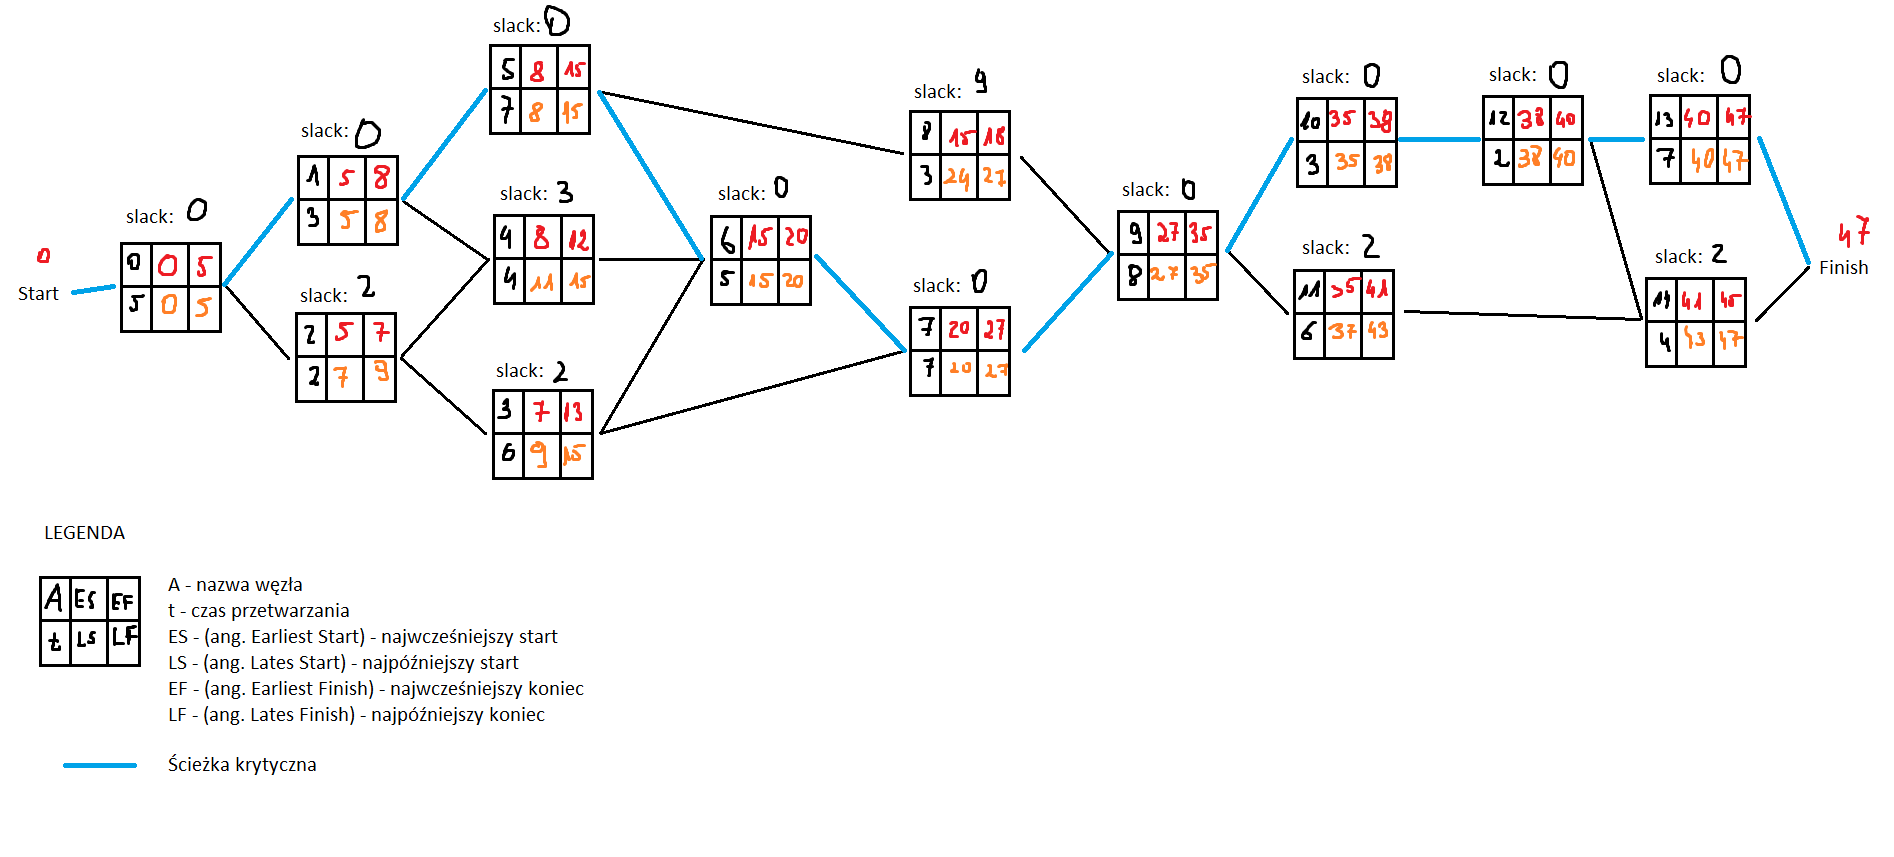 slack: 0
5 8 15
7 8 15
slack: 0
1 5 8
3 5 8
slack: 0
0 0 5
5 0 5
0
Start
slack: 2
2 5 7
2 7 9
slack: 3
4 8 12
4 11 15
slack: 2
3 7 13
6 9 15
slack: 0
6 15 20
5 15 20
slack: 9
8 15 18
3 24 27
slack: 0
7 20 27
7 20 27
slack: 0
9 27 35
8 27 35
slack: 0
10 35 38
3 35 38
slack: 2
11 35 41
6 37 43
slack: 0
12 38 40
2 38 40
slack: 0
13 40 47
7 40 47
slack: 2
14 41 45
4 43 47
47
Finish
LEGENDA
A ES EF
t LS LF
A - nazwa węzła
t - czas przetwarzania
ES - (ang. Earliest Start) - najwcześniejszy start
LS - (ang. Lates Start) - najpóźniejszy start
EF - (ang. Earliest Finish) - najwcześniejszy koniec
LF - (ang. Lates Finish) - najpóźniejszy koniec
Ścieżka krytyczna